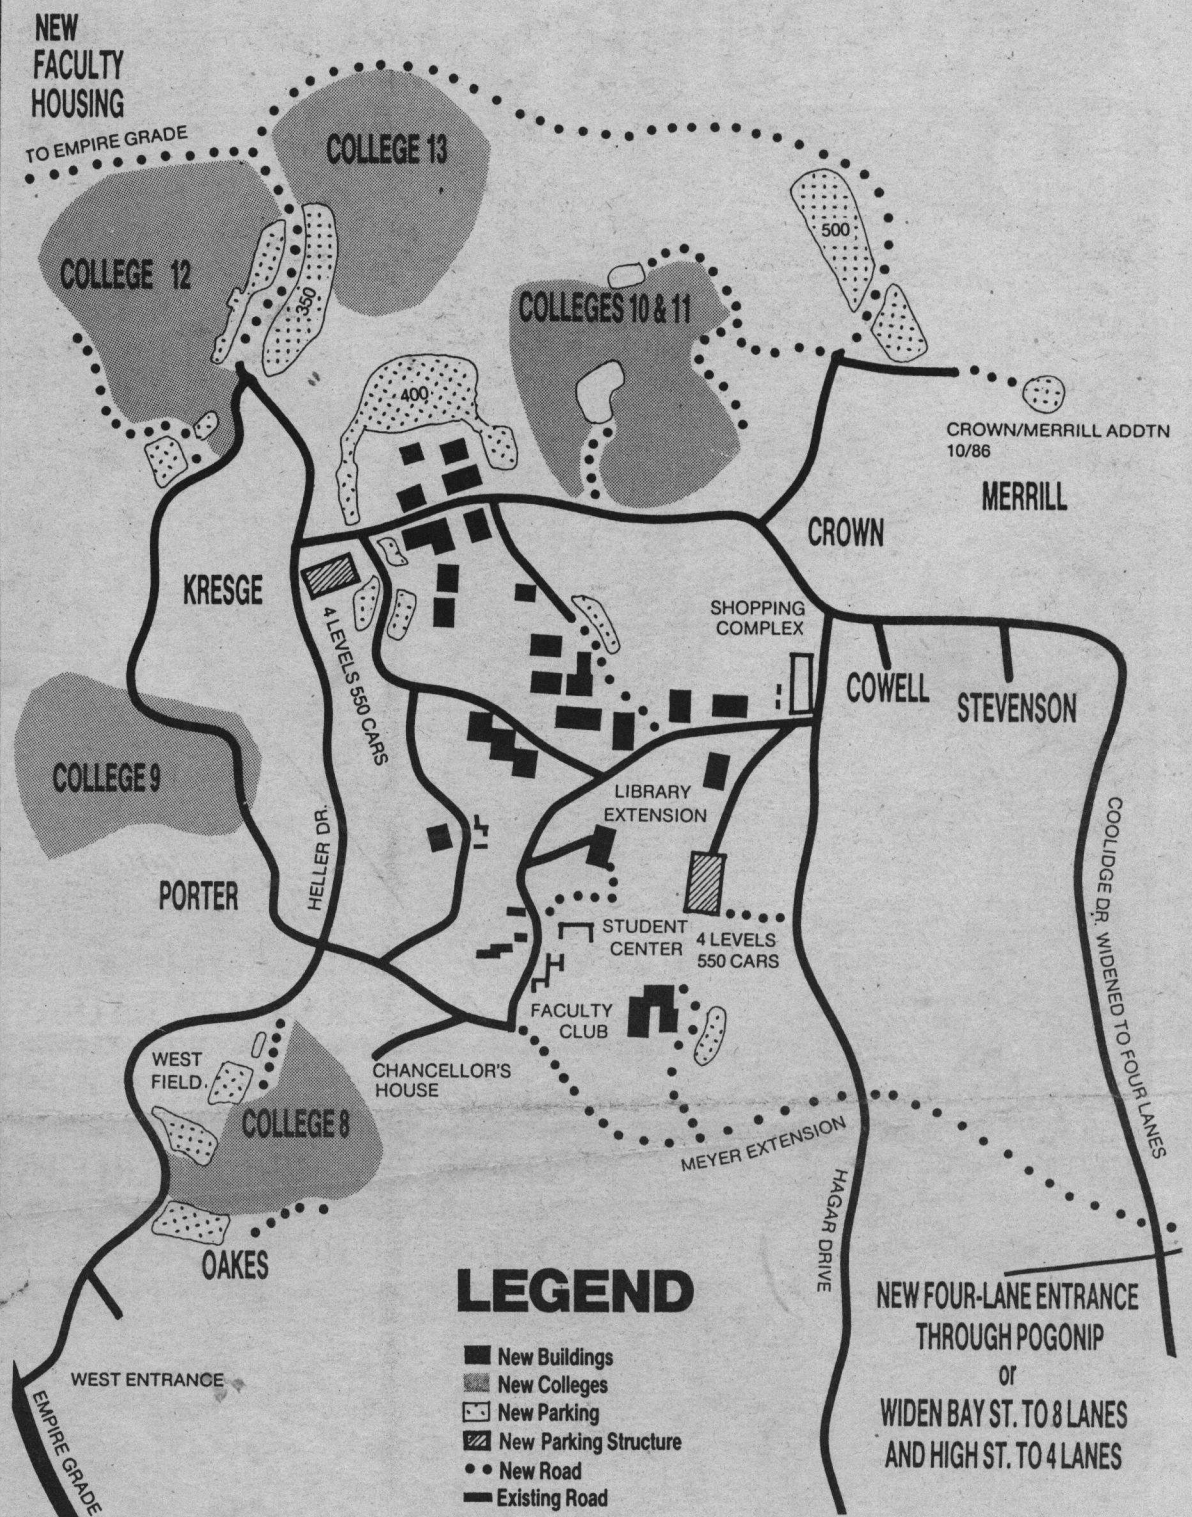 NEW
FACULTY
HOUSING
TO EMPIRE GRADE
COLLEGE 13
COLLEGE 12
350
500
COLLEGES 10 & 11
400
CROWN/MERRILL ADDTN
10/86
MERRILL
CROWN
KRESGE
4 LEVELS 550 CARS
SHOPPING
COMPLEX
COWELL
STEVENSON
COLLEGE 9
LIBRARY
EXTENSION
HELLER DR.
PORTER
COOLIDGE DR. WIDENED TO FOUR LANES
STUDENT
CENTER
4 LEVELS
550 CARS
FACULTY
CLUB
WEST
FIELD
CHANCELLOR'S
HOUSE
COLLEGE 8
MEYER EXTENSION
HAGAR DRIVE
OAKES
LEGEND
New Buildings
New Colleges
New Parking
New Parking Structure
New Road
Existing Road
NEW FOUR-LANE ENTRANCE
THROUGH POGONIP
or
WIDEN BAY ST. TO 8 LANES
AND HIGH ST. TO 4 LANES
WEST ENTRANCE
EMPIRE GRADE